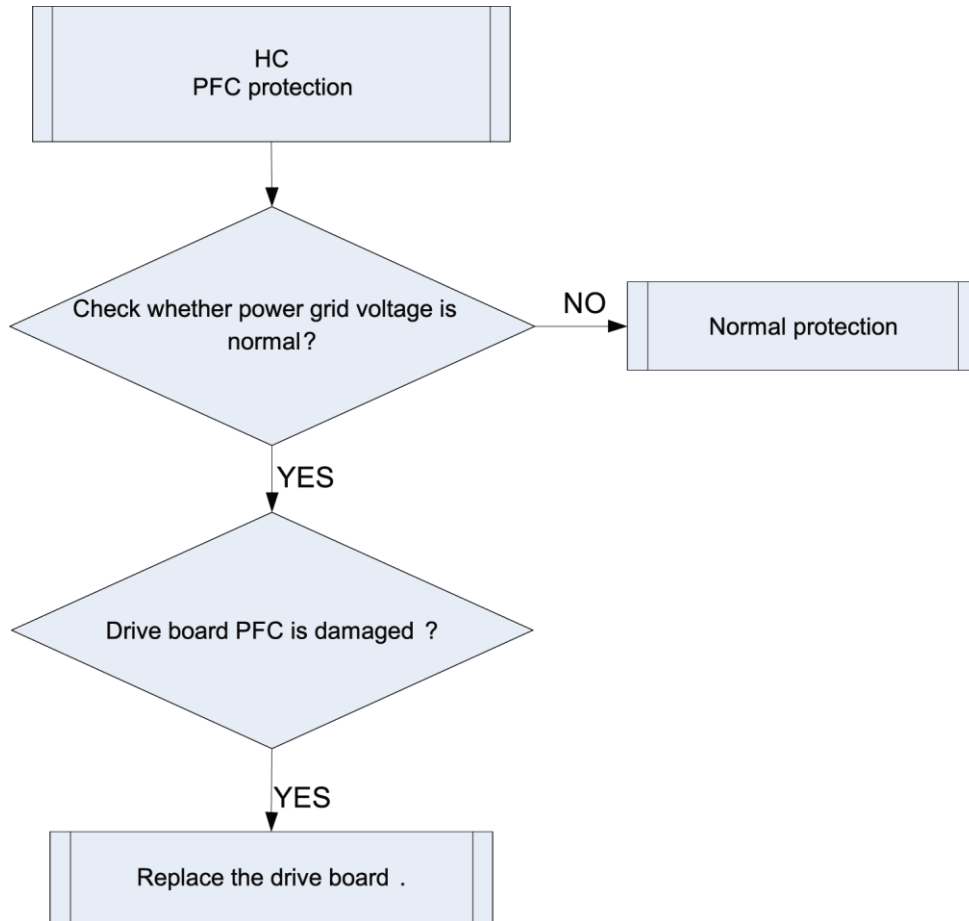 HC
PFC protection
Check whether power grid voltage is
normal?
NO
Normal protection
YES
Drive board PFC is damaged ?
YES
Replace the drive board .